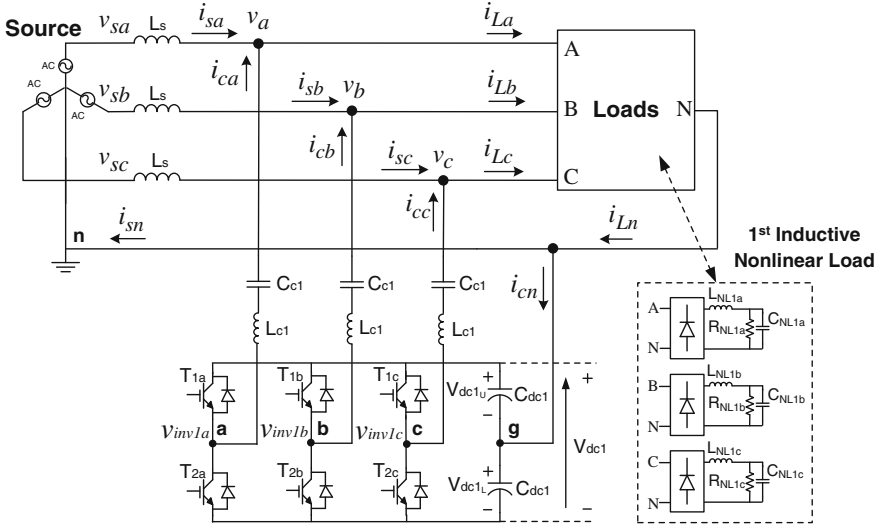 Source
v_sa L_s i_sa v_a i_La
AC
AC
AC
i_ca
v_sb L_s i_sb v_b i_Lb
i_cb
v_sc L_s i_sc v_c i_Lc
i_cc
A
B Loads N
C
n i_sn i_Ln
i_cn
1st Inductive
Nonlinear Load
C_c1 C_c1 C_c1
L_c1 L_c1 L_c1
T_1a T_1b T_1c
V_dc1_U + − C_dc1
v_inv1a a v_inv1b b v_inv1c c g
T_2a T_2b T_2c
V_dc1_L + − C_dc1
+
V_dc1
−
A L_NL1a
R_NL1a C_NL1a
N
B L_NL1b
R_NL1b C_NL1b
N
C L_NL1c
R_NL1c C_NL1c
N